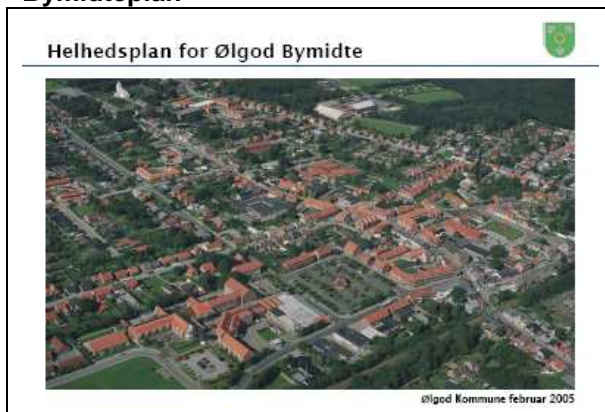 Bymidteplan
Helhedsplan for Ølgod Bymidte
Ølgod Kommune februar 2005